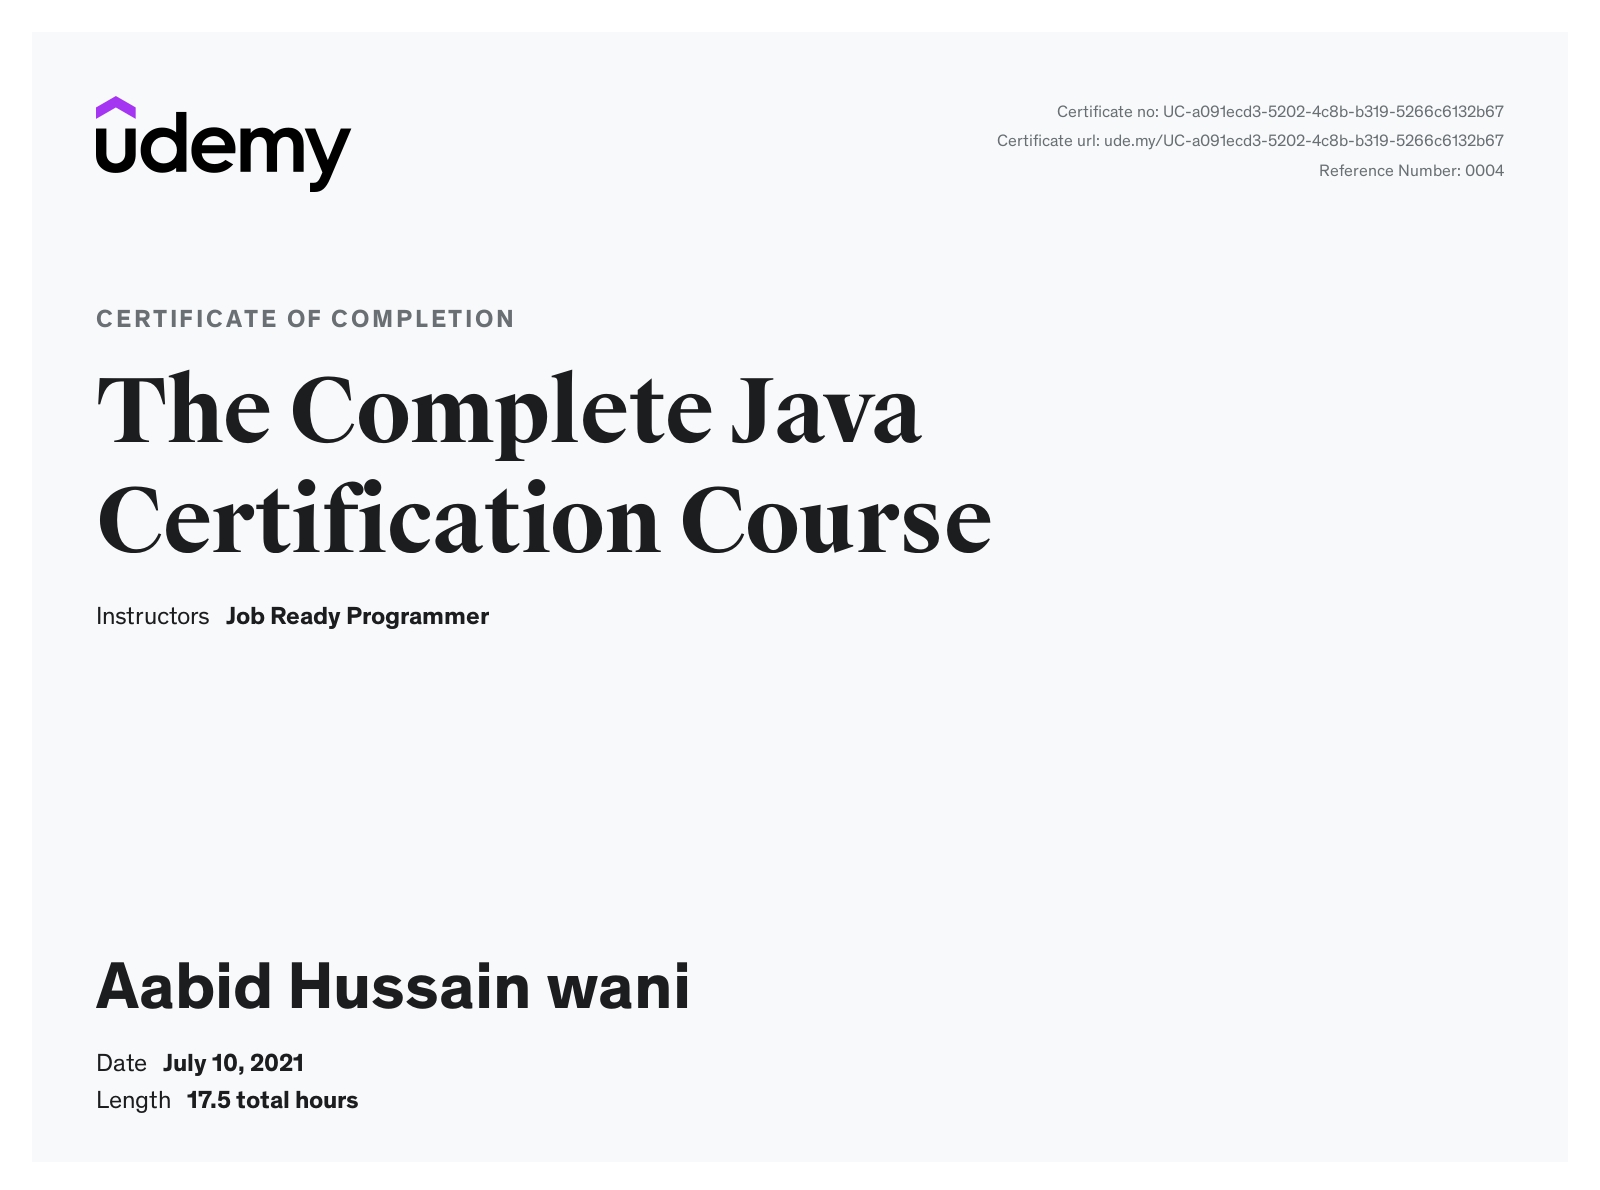 udemy
Certificate no: UC-a091ecd3-5202-4c8b-b319-5266c6132b67
Certificate url: ude.my/UC-a091ecd3-5202-4c8b-b319-5266c6132b67
Reference Number: 0004
CERTIFICATE OF COMPLETION
The Complete Java
Certification Course
Instructors Job Ready Programmer
Aabid Hussain wani
Date July 10, 2021
Length 17.5 total hours